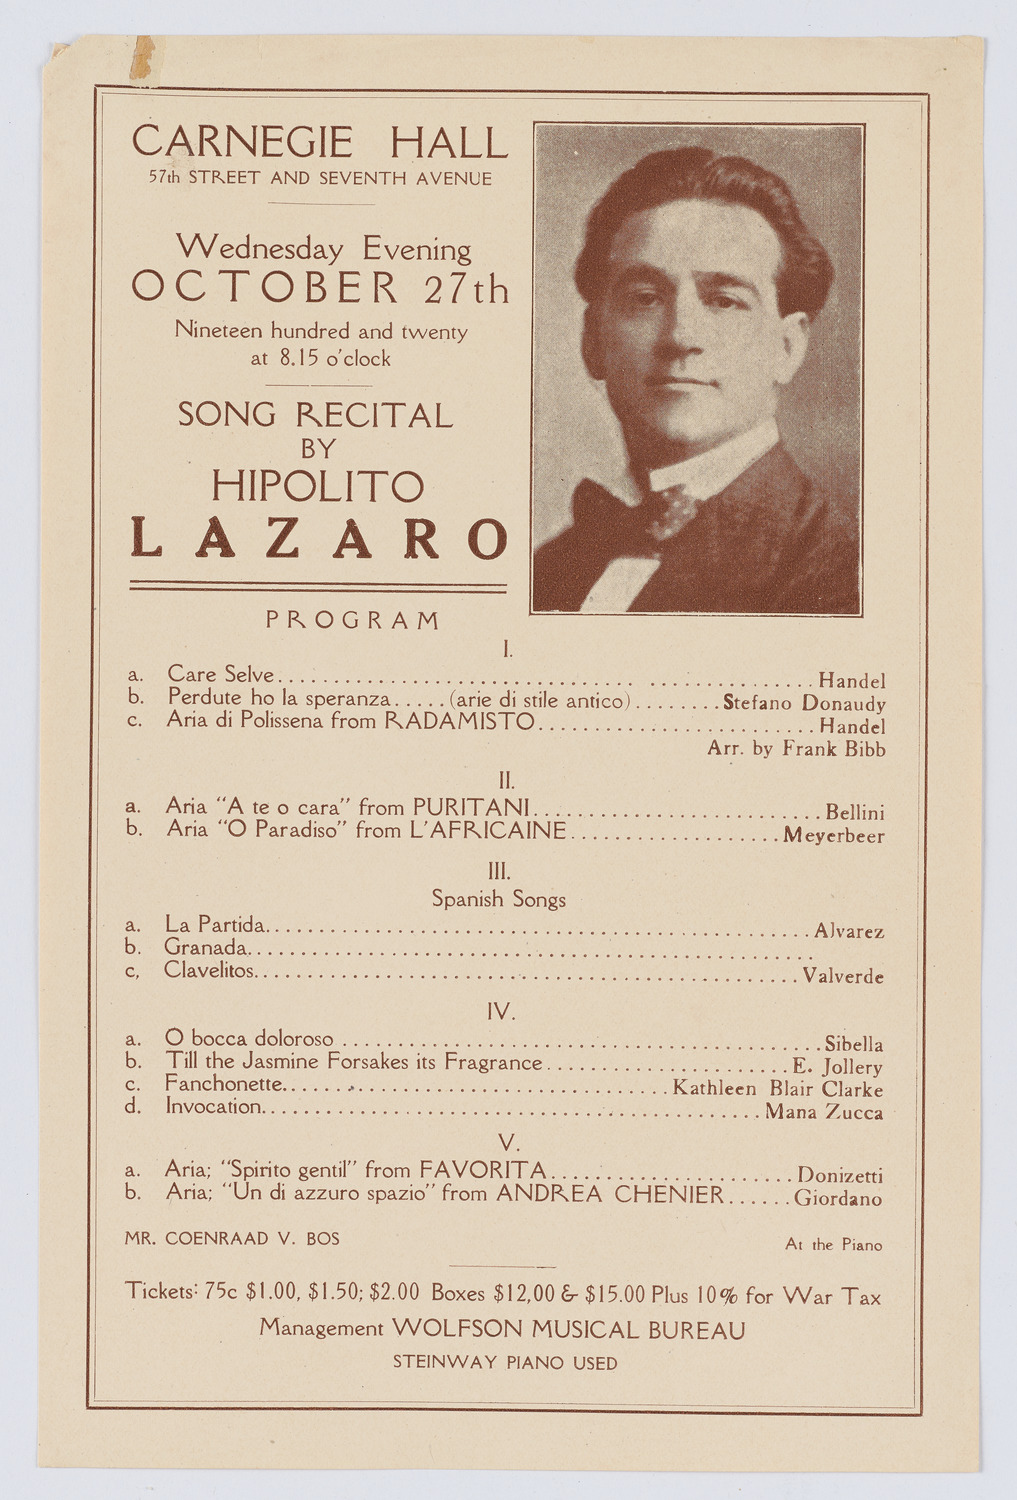 CARNEGIE HALL
57th STREET AND SEVENTH AVENUE
Wednesday Evening
OCTOBER 27th
Nineteen hundred and twenty
at 8.15 o'clock
SONG RECITAL
BY
HIPOLITO
LAZARO
PROGRAM
I.
a. Care Selve.............................. ...............Handel
b. Perdute ho la speranza.....(arie di stile antico)........Stefano Donaudy
c. Aria di Polissena from RADAMISTO..........................Handel
Arr. by Frank Bibb
II.
a. Aria "A te o cara" from PURITANI...........................Bellini
b. Aria "O Paradiso" from L'AFRICAINE....................Meyerbeer
III.
Spanish Songs
a. La Partida....................................................Alvarez
b. Granada......................................................
c, Clavelitos....................................................Valverde
IV.
a. O bocca doloroso .............................................Sibella
b. Till the Jasmine Forsakes its Fragrance.......................E. Jollery
c. Fanchonette....................................Kathleen Blair Clarke
d. Invocation................................................Mana Zucca
V.
a. Aria; "Spirito gentil" from FAVORITA.......................Donizetti
b. Aria; "Un di azzuro spazio" from ANDREA CHENIER......Giordano
MR. COENRAAD V. BOS At the Piano
Tickets: 75c $1.00, $1.50; $2.00 Boxes $12,00 & $15.00 Plus 10% for War Tax
Management WOLFSON MUSICAL BUREAU
STEINWAY PIANO USED